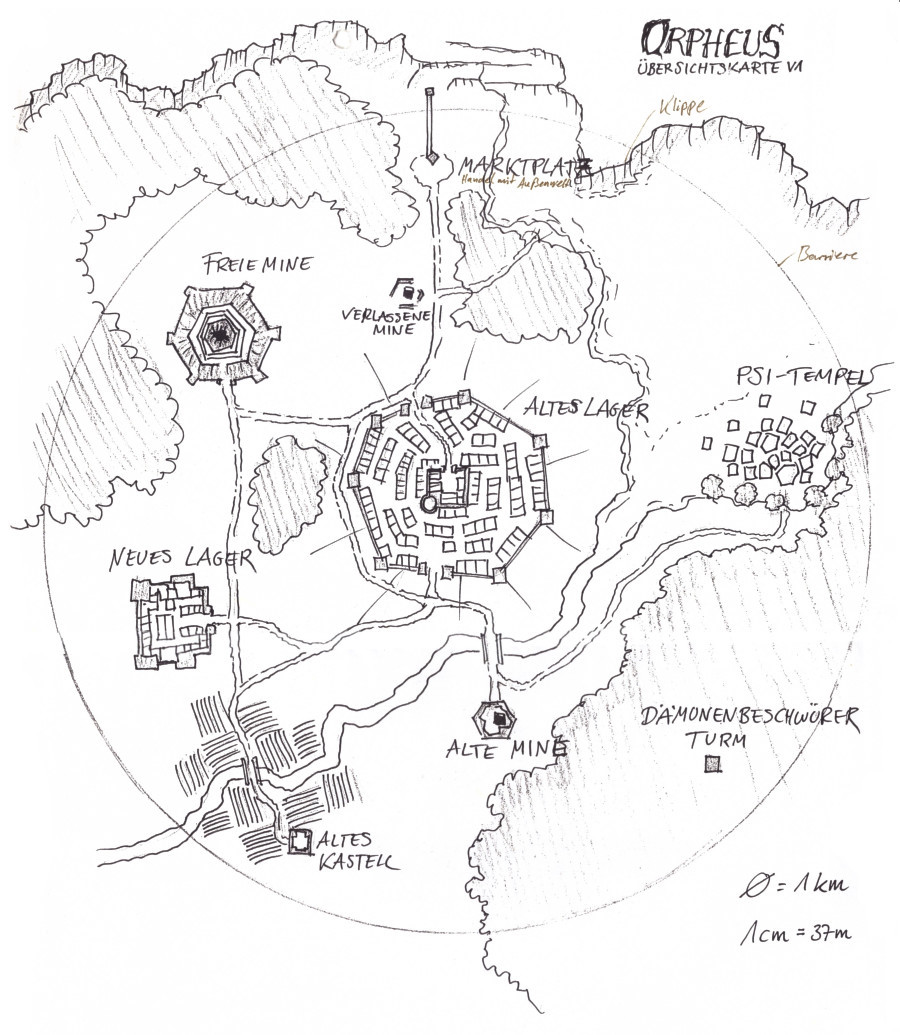 ORPHEUS
ÜBERSICHTSKARTE V1
Klippe
MARKTPLATZ
Handel mit Außenwelt
Barriere
FREIE MINE
VERLASSENE
MINE
PSI-TEMPEL
ALTES LAGER
NEUES LAGER
DÄMONENBESCHWÖRER
TURM
ALTE MINE
ALTES
KASTELL
Ø = 1 km
1 cm = 37m